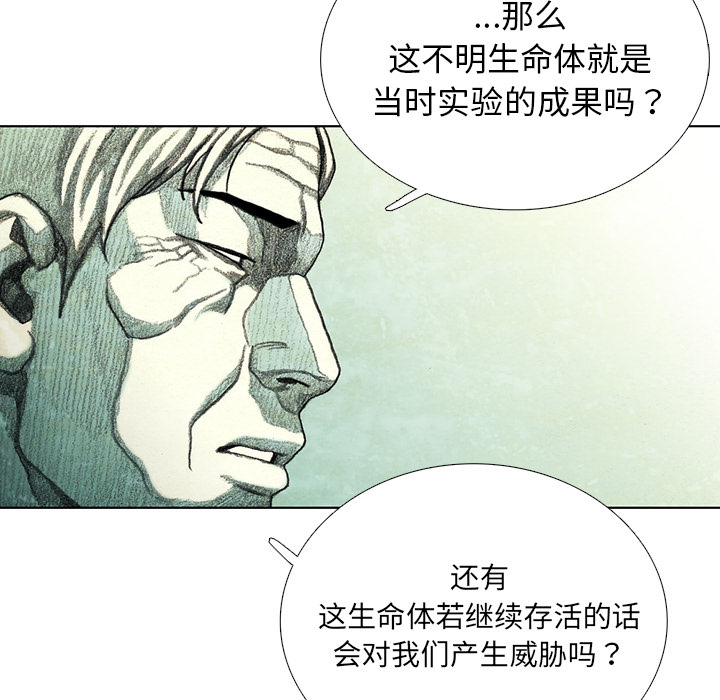 ...那么
这不明生命体就是
当时实验的成果吗？
还有
这生命体若继续存活的话
会对我们产生威胁吗？